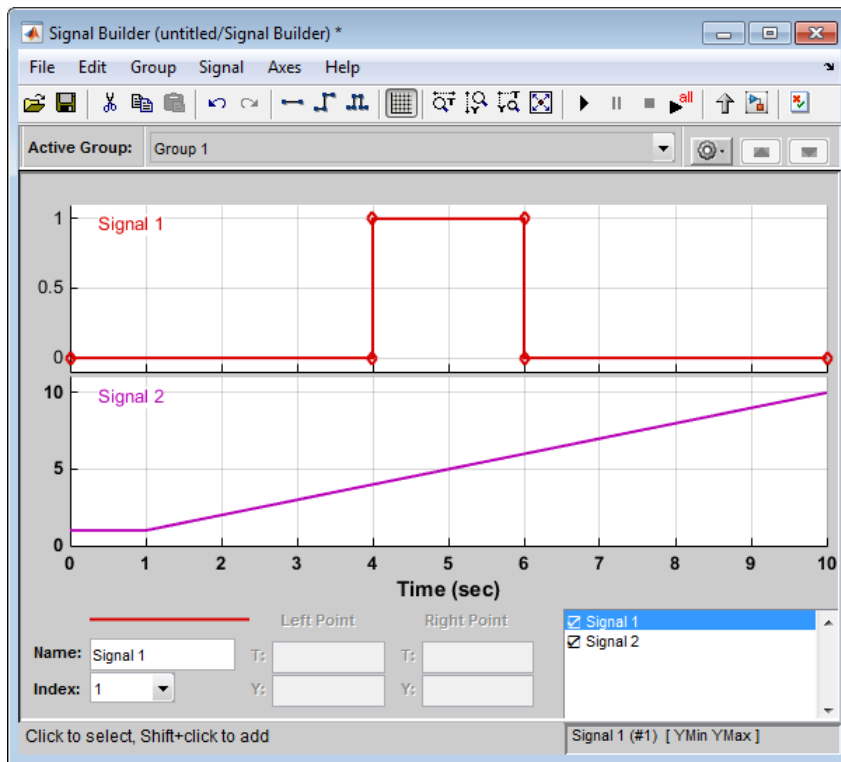 Signal Builder (untitled/Signal Builder) *
File Edit Group Signal Axes Help
all
Active Group: Group 1
1
Signal 1
0.5
0
10
Signal 2
5
0
0 1 2 3 4 5 6 7 8 9 10
Time (sec)
Left Point Right Point
Signal 1
Signal 2
Name: Signal 1 T: T:
Index: 1 Y: Y:
Click to select, Shift+click to add
Signal 1 (#1) [ YMin YMax ]